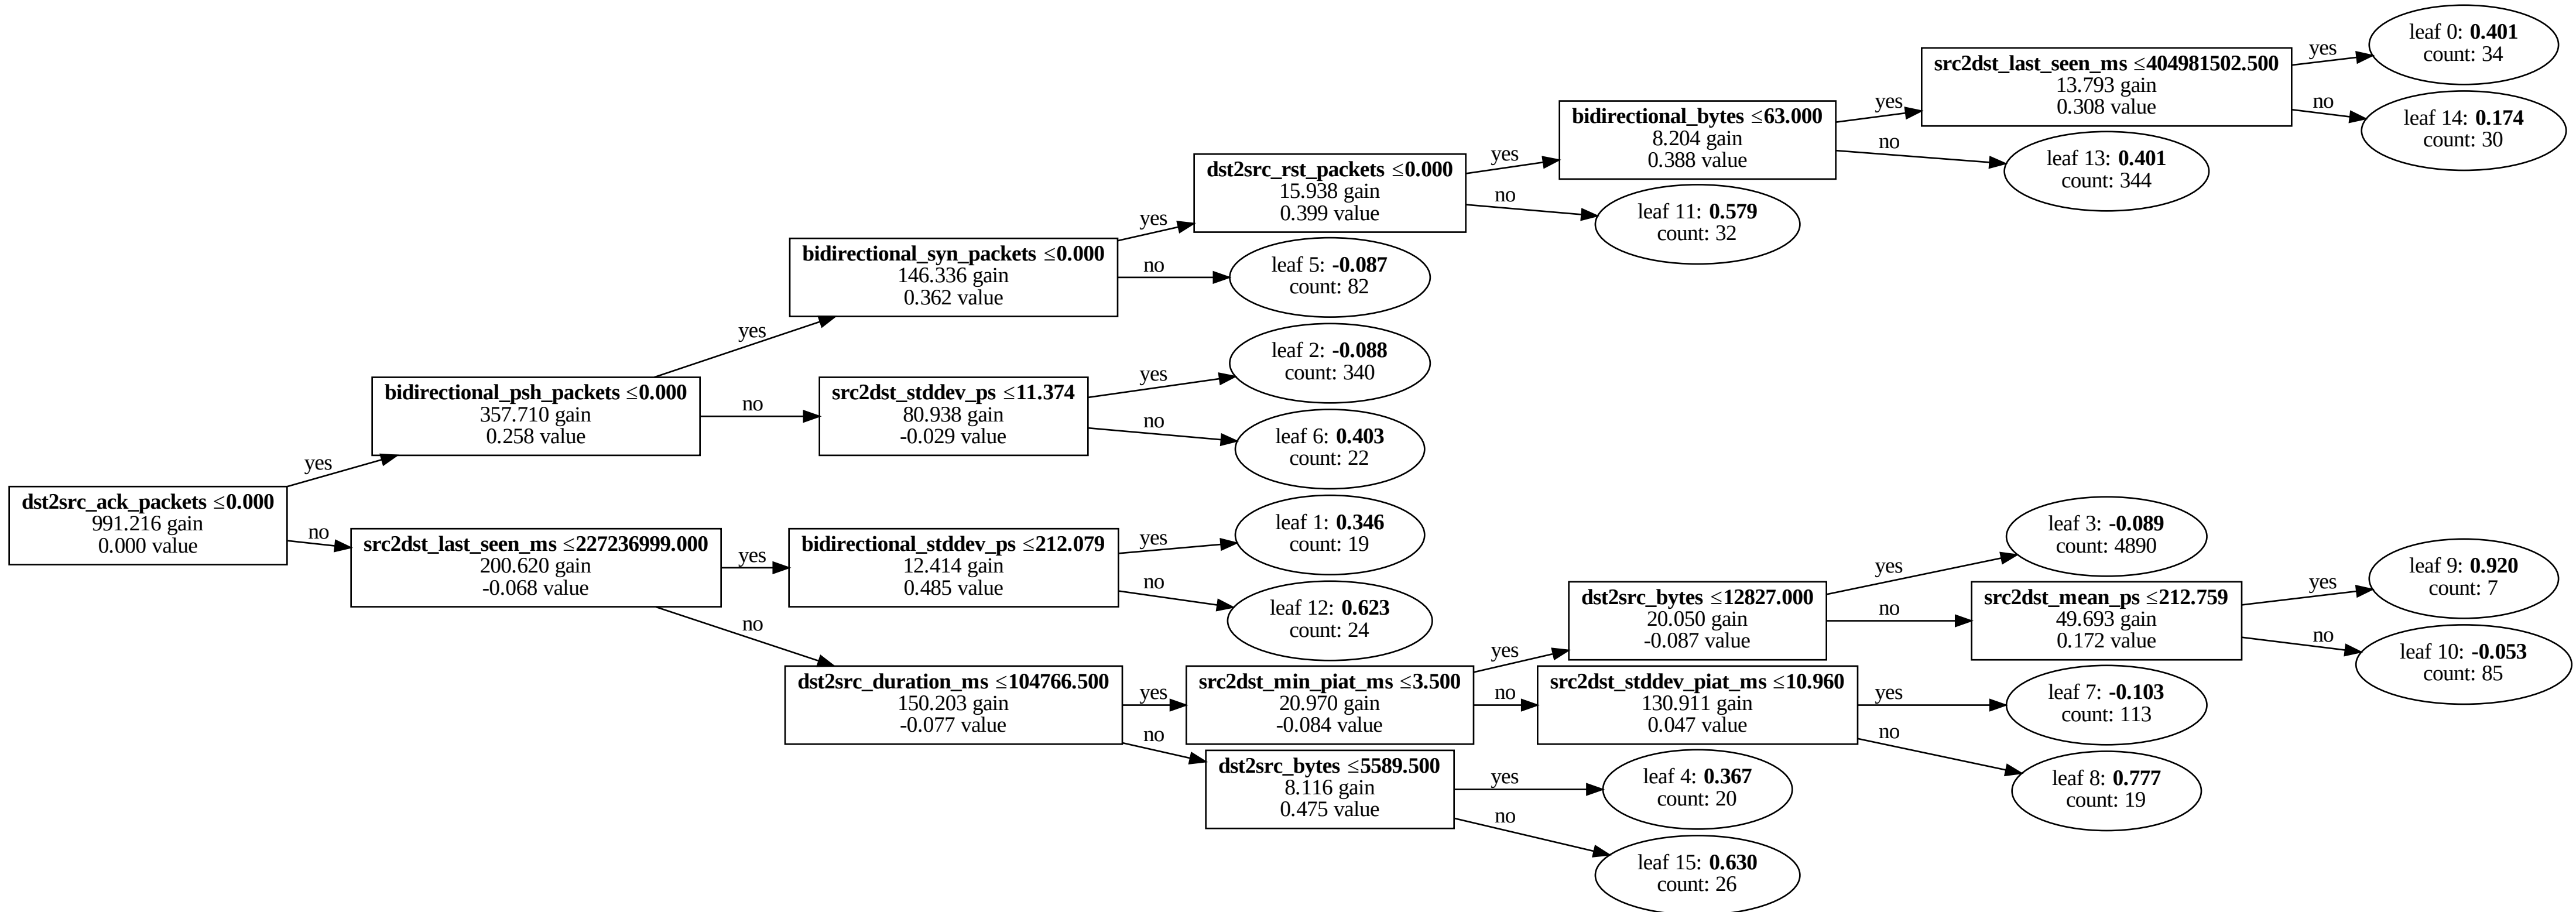 dst2src_ack_packets ≤0.000
991.216 gain
0.000 value
yes
no
bidirectional_psh_packets ≤0.000
357.710 gain
0.258 value
yes
no
src2dst_last_seen_ms ≤227236999.000
200.620 gain
-0.068 value
yes
no
bidirectional_syn_packets ≤0.000
146.336 gain
0.362 value
yes
no
src2dst_stddev_ps ≤11.374
80.938 gain
-0.029 value
yes
no
bidirectional_stddev_ps ≤212.079
12.414 gain
0.485 value
yes
no
dst2src_duration_ms ≤104766.500
150.203 gain
-0.077 value
yes
no
dst2src_rst_packets ≤0.000
15.938 gain
0.399 value
yes
no
leaf 5: -0.087
count: 82
leaf 2: -0.088
count: 340
leaf 6: 0.403
count: 22
leaf 1: 0.346
count: 19
leaf 12: 0.623
count: 24
src2dst_min_piat_ms ≤3.500
20.970 gain
-0.084 value
yes
no
dst2src_bytes ≤5589.500
8.116 gain
0.475 value
yes
no
bidirectional_bytes ≤63.000
8.204 gain
0.388 value
yes
no
leaf 11: 0.579
count: 32
dst2src_bytes ≤12827.000
20.050 gain
-0.087 value
yes
no
src2dst_stddev_piat_ms ≤10.960
130.911 gain
0.047 value
yes
no
leaf 4: 0.367
count: 20
leaf 15: 0.630
count: 26
src2dst_last_seen_ms ≤404981502.500
13.793 gain
0.308 value
yes
no
leaf 13: 0.401
count: 344
leaf 3: -0.089
count: 4890
src2dst_mean_ps ≤212.759
49.693 gain
0.172 value
yes
no
leaf 7: -0.103
count: 113
leaf 8: 0.777
count: 19
leaf 0: 0.401
count: 34
leaf 14: 0.174
count: 30
leaf 9: 0.920
count: 7
leaf 10: -0.053
count: 85